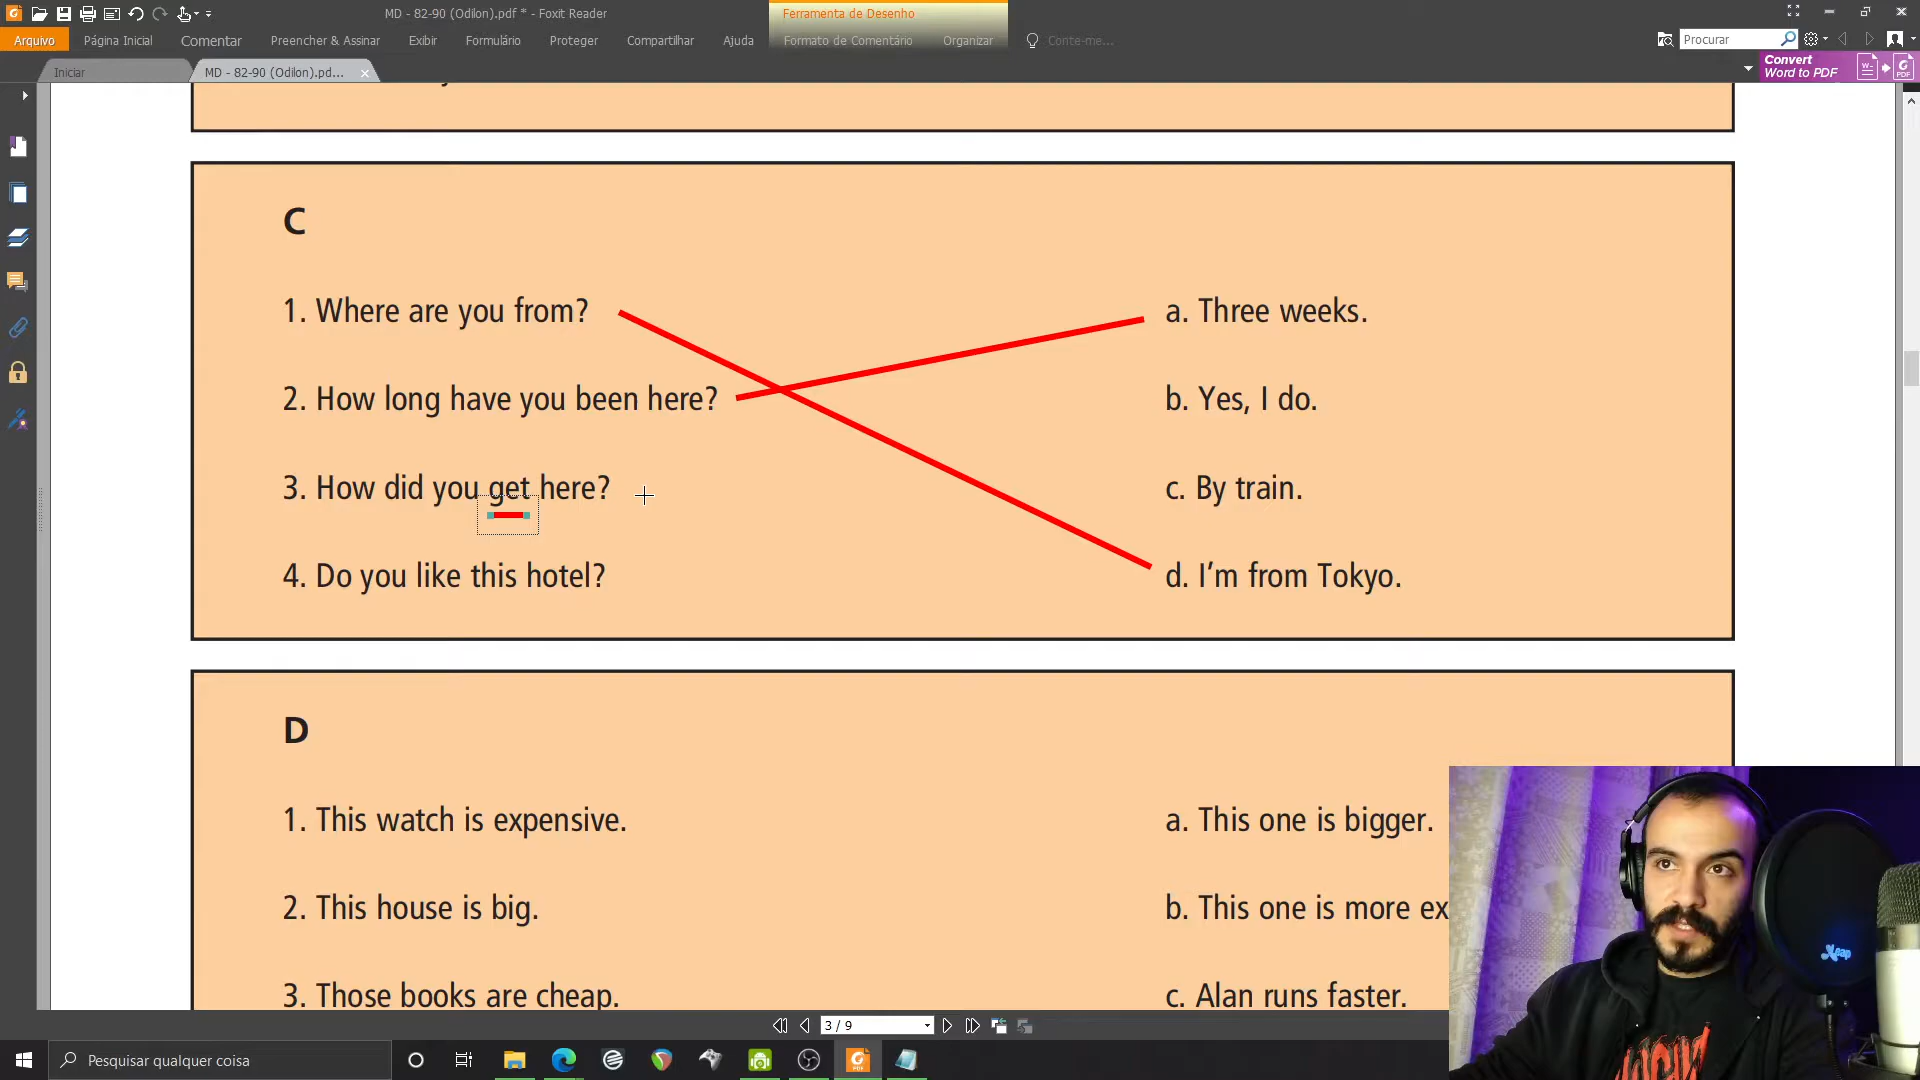 MD - 82-90 (Odilon).pdf * - Foxit Reader
Ferramenta de Desenho
Arquivo
Página Inicial
Comentar
Preencher & Assinar
Exibir
Formulário
Proteger
Compartilhar
Ajuda
Formato de Comentário
Organizar
Conte-me...
Procurar
Iniciar
MD - 82-90 (Odilon).pd...
Convert
Word to PDF
C
1. Where are you from?
a. Three weeks.
2. How long have you been here?
b. Yes, I do.
3. How did you get here?
c. By train.
4. Do you like this hotel?
d. I’m from Tokyo.
D
1. This watch is expensive.
a. This one is bigger.
2. This house is big.
b. This one is more ex
3. Those books are cheap.
c. Alan runs faster.
3 / 9
Pesquisar qualquer coisa